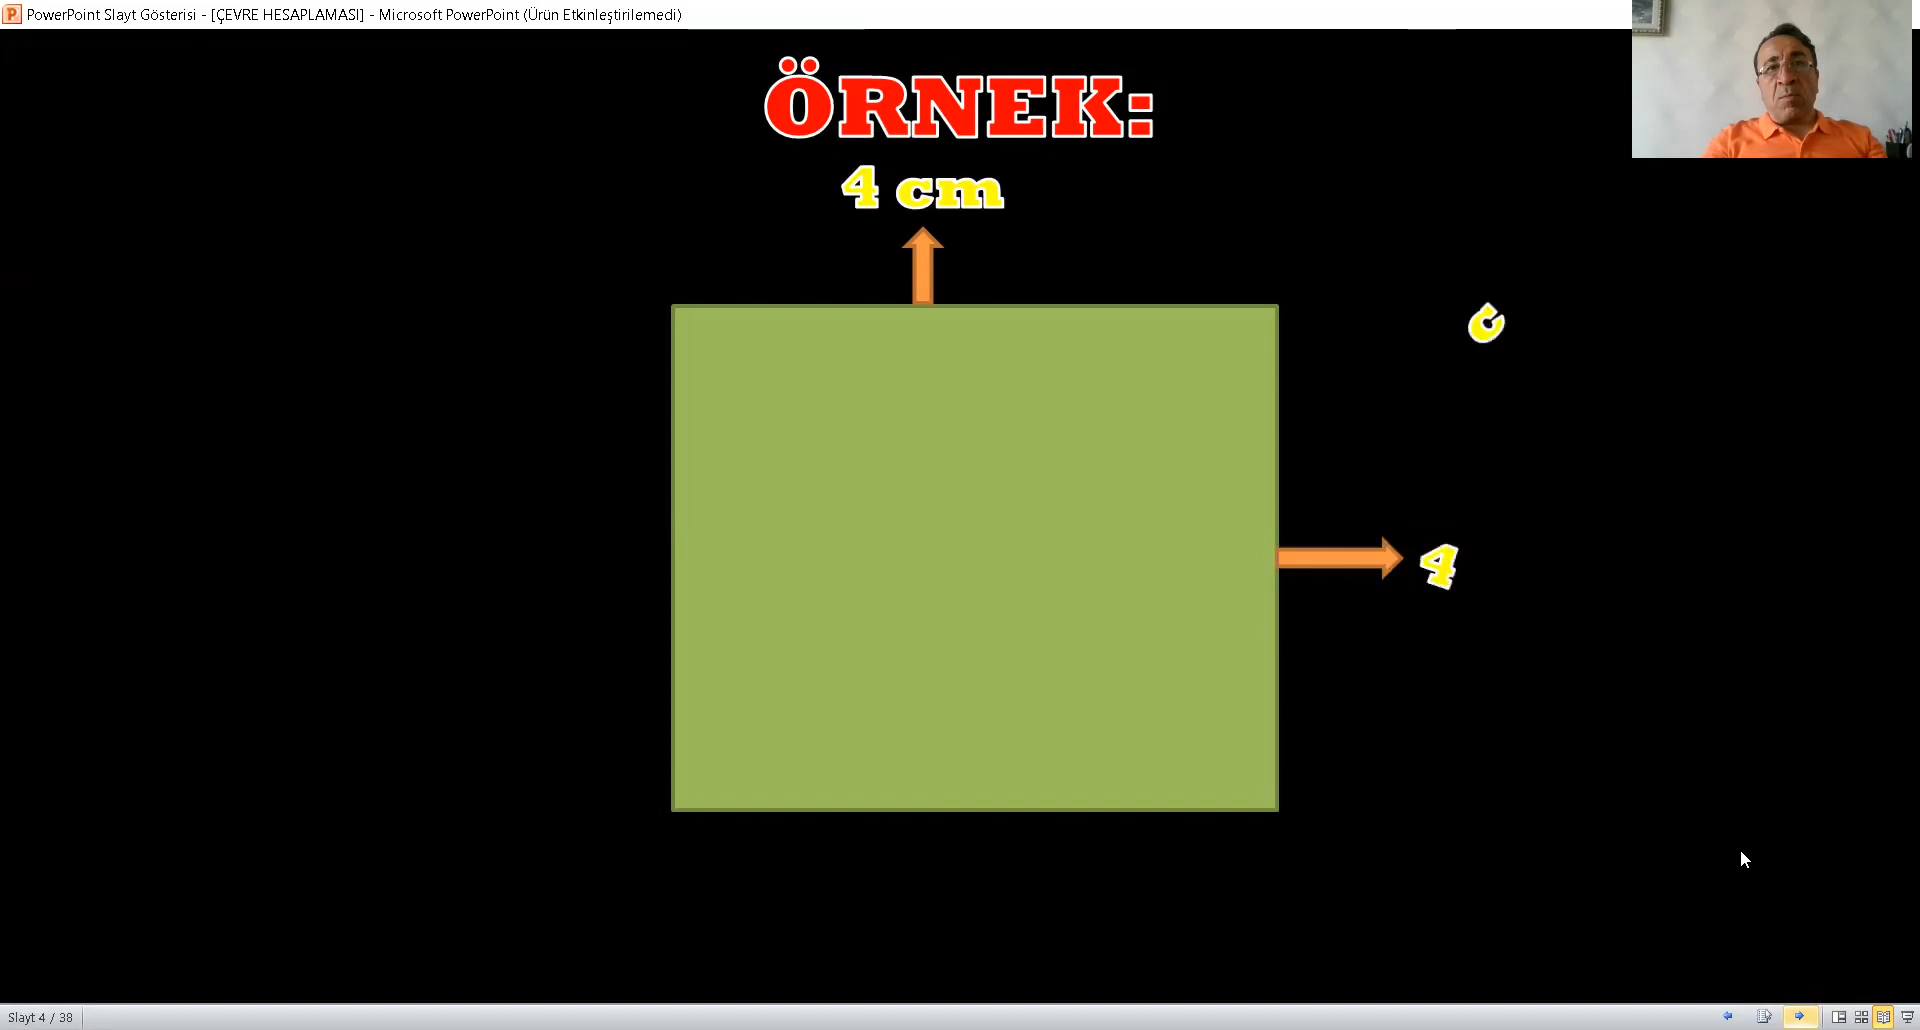 PowerPoint Slayt Gösterisi - [ÇEVRE HESAPLAMASI] - Microsoft PowerPoint (Ürün Etkinleştirilemedi)
ÖRNEK:
4 cm
c
4
Slayt 4 / 38